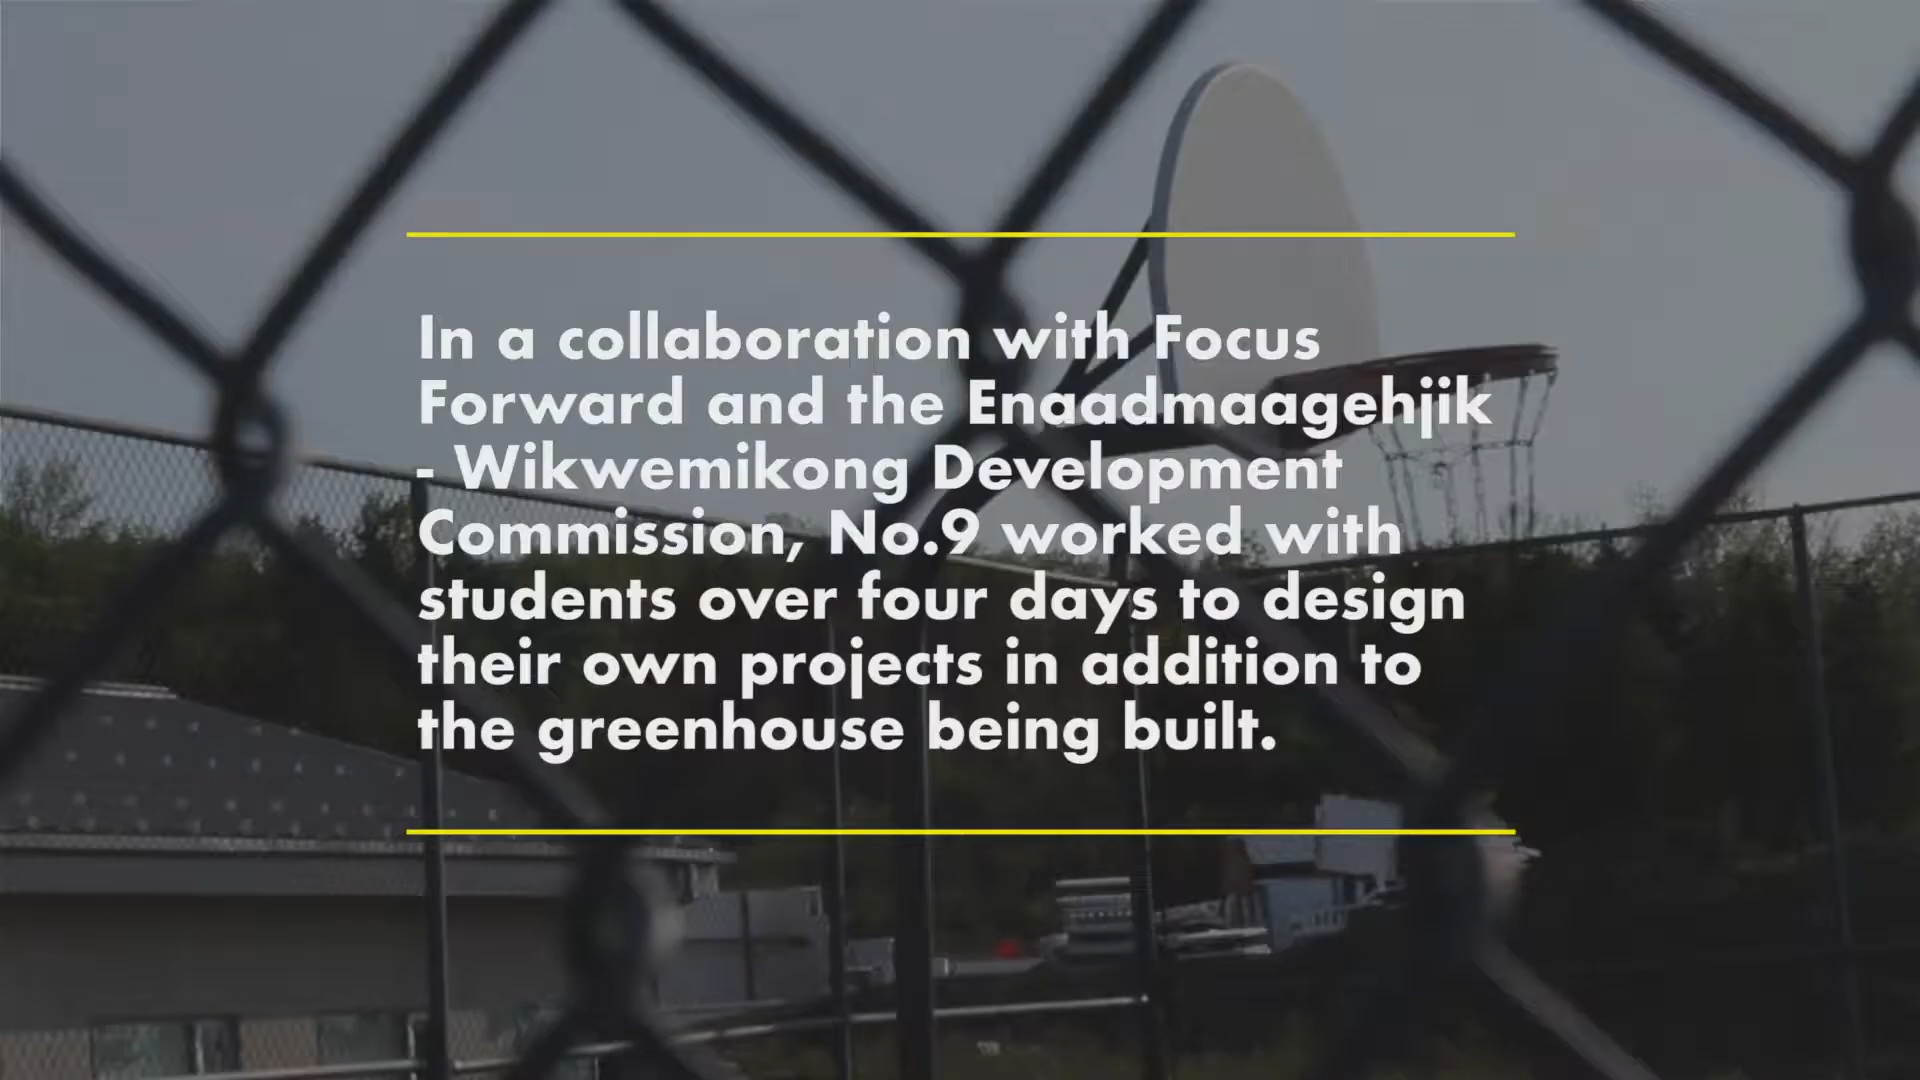 In a collaboration with Focus
Forward and the Enaadmaagehjik
- Wikwemikong Development
Commission, No.9 worked with
students over four days to design
their own projects in addition to
the greenhouse being built.